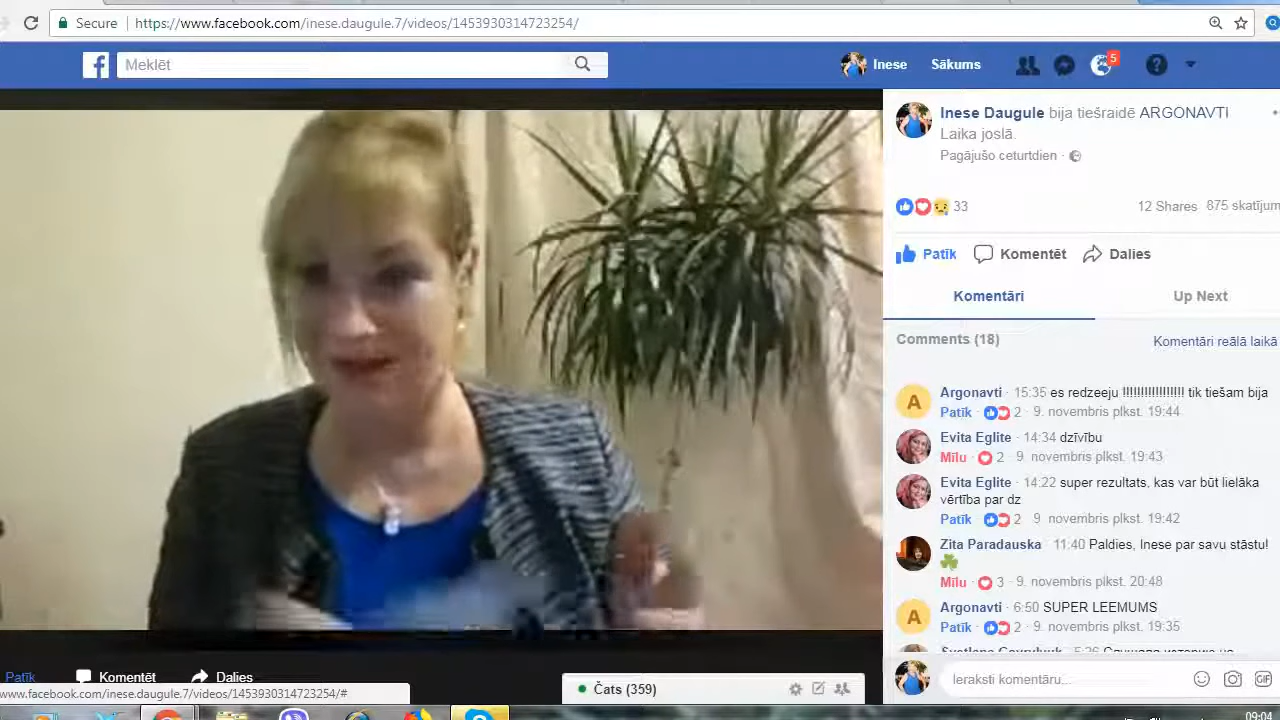 Secure https://www.facebook.com/inese.daugule.7/videos/1453930314723254/
f Meklēt Inese Sākums 5 ?
Inese Daugule bija tiešraidē ARGONAVTI
Laika joslā.
Pagājušo ceturtdien ·
33 12 Shares 875 skatījum
Patīk Komentēt Dalies
Komentāri Up Next
Comments (18) Komentāri reālā laikā
A Argonavti · 15:35 es redzeeju !!!!!!!!!!!!!!!!! tik tiešam bija
Patīk · 2 · 9. novembris plkst. 19:44
Evita Eglite · 14:34 dzīvību
Mīlu · 2 · 9. novembris plkst. 19:43
Evita Eglite · 14:22 super rezultats, kas var būt lielāka
vērtība par dz
Patīk · 2 · 9. novembris plkst. 19:42
Zita Paradauska · 11:40 Paldies, Inese par savu stāstu!
Mīlu · 3 · 9. novembris plkst. 20:48
A Argonavti · 6:50 SUPER LEEMUMS
Patīk · 2 · 9. novembris plkst. 19:35
Ieraksti komentāru... GIF
Patīk Komentēt Dalies
Čats (359)
www.facebook.com/inese.daugule.7/videos/1453930314723254/#
09:04